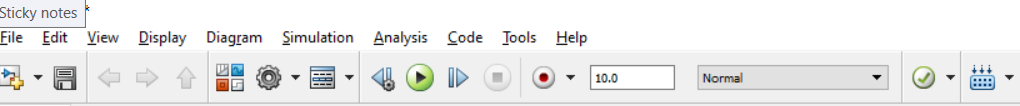 Sticky notes *
File Edit View Display Diagram Simulation Analysis Code Tools Help
10.0 Normal